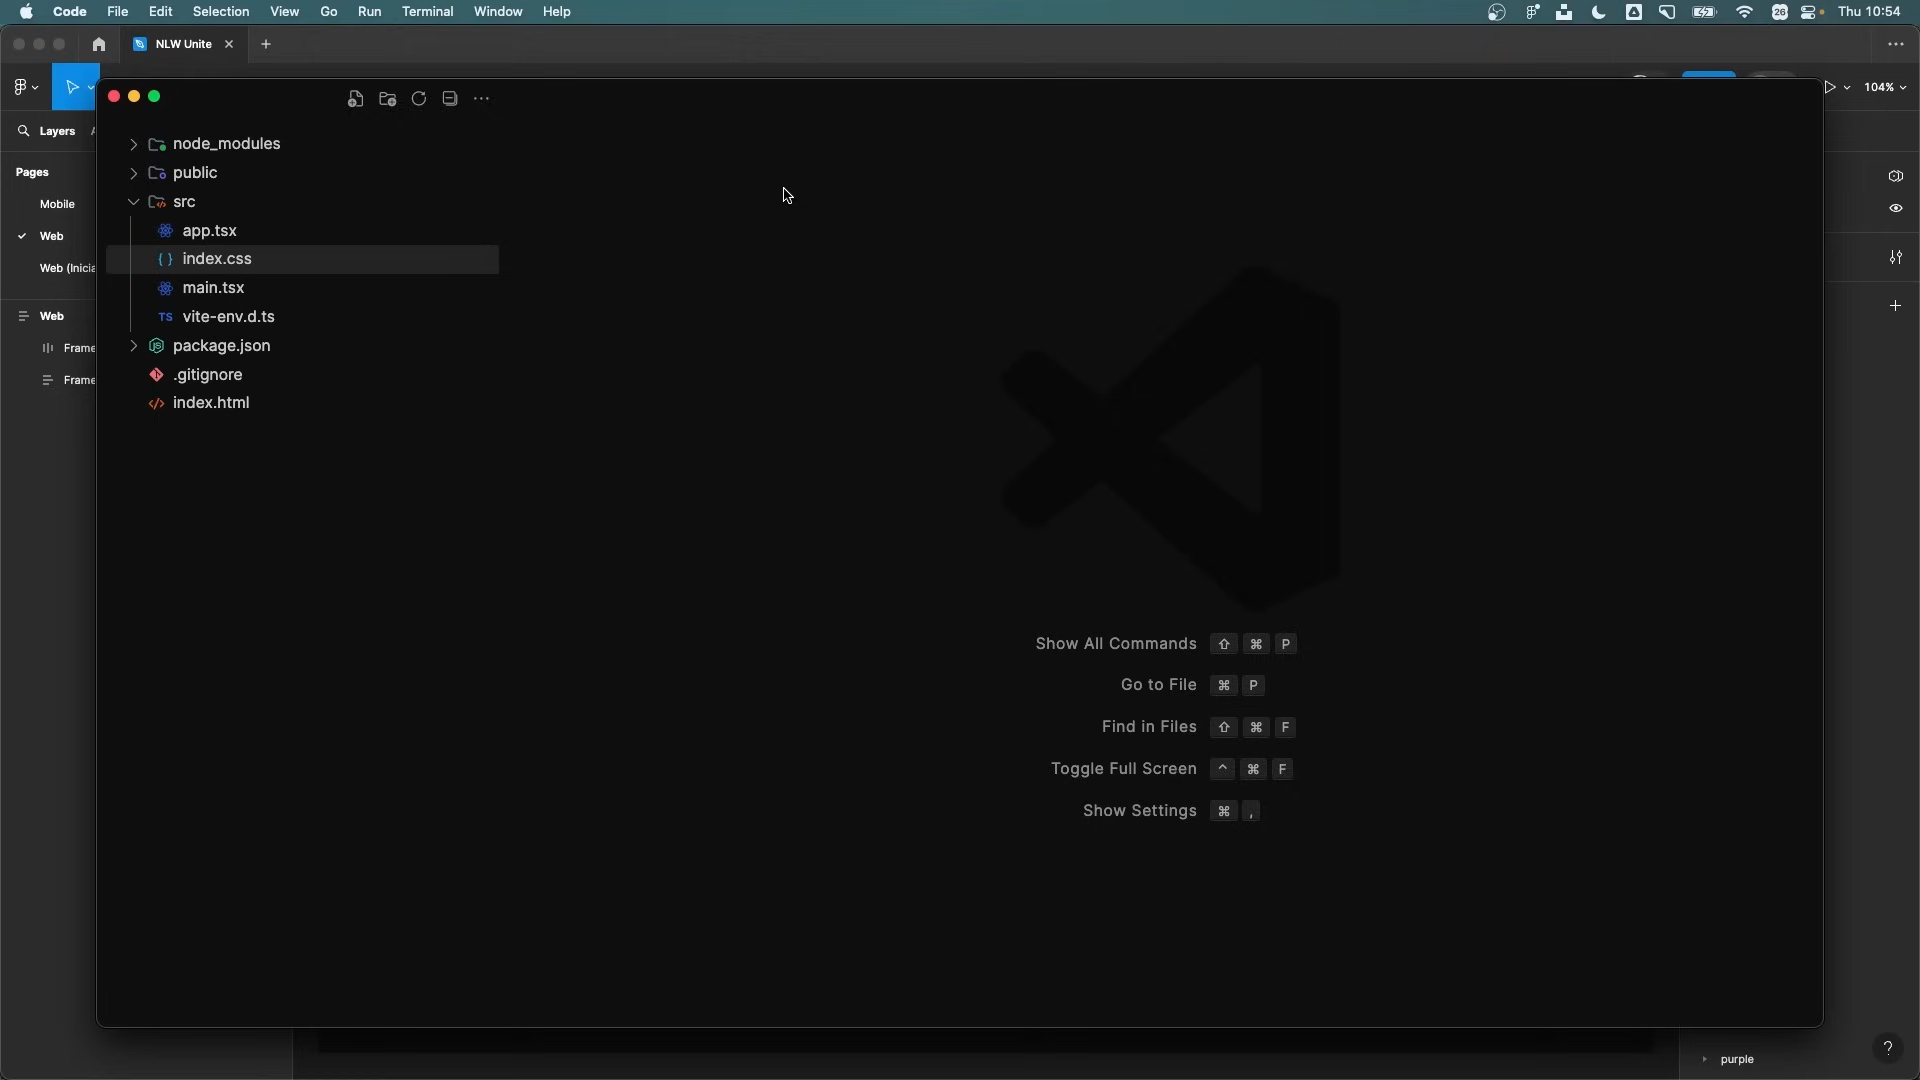 Code File Edit Selection View Go Run Terminal Window Help
26 Thu 10:54
NLW Unite
104%
Layers
Pages
Mobile
Web
Web (Inicia
Web
Frame
Frame
node_modules
public
src
app.tsx
{ } index.css
main.tsx
TS vite-env.d.ts
package.json
.gitignore
</> index.html
Show All Commands ⇧ ⌘ P
Go to File ⌘ P
Find in Files ⇧ ⌘ F
Toggle Full Screen ^ ⌘ F
Show Settings ⌘ ,
purple
?